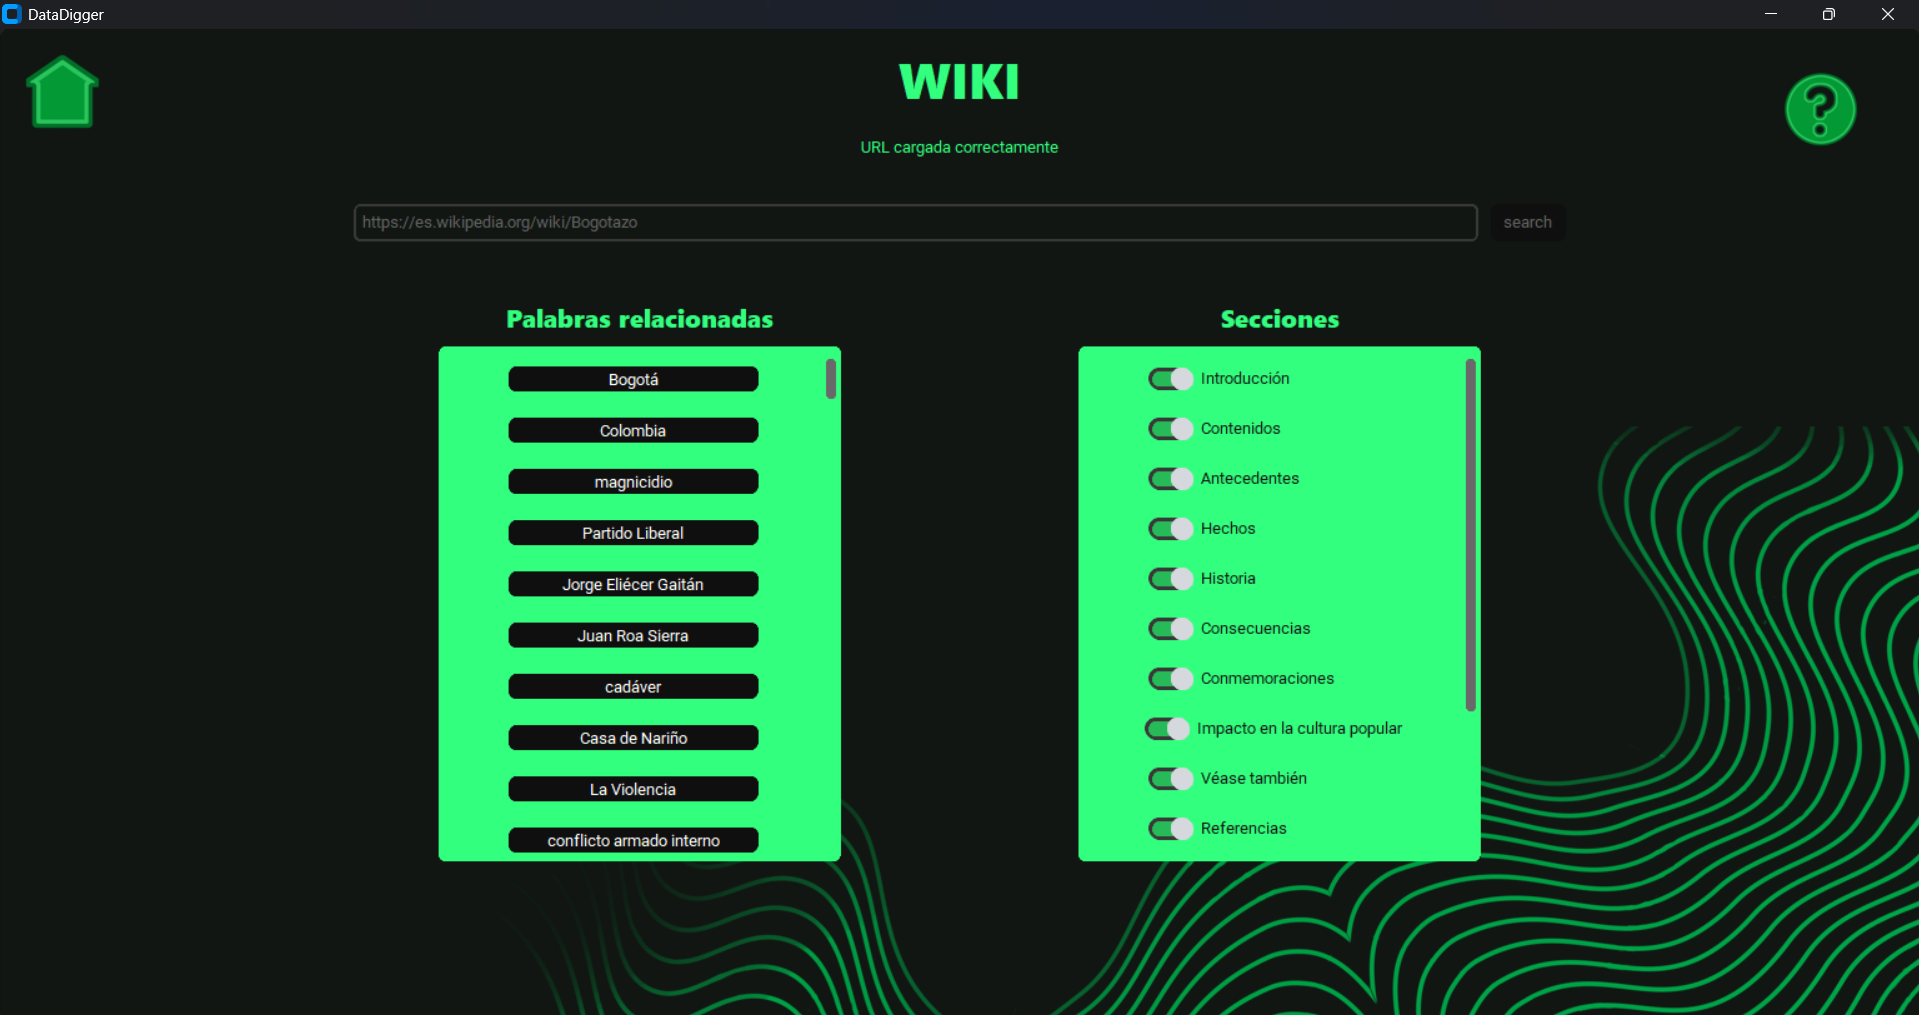 DataDigger
WIKI
URL cargada correctamente
https://es.wikipedia.org/wiki/Bogotazo
search
Palabras relacionadas
Bogotá
Colombia
magnicidio
Partido Liberal
Jorge Eliécer Gaitán
Juan Roa Sierra
cadáver
Casa de Nariño
La Violencia
conflicto armado interno
Secciones
Introducción
Contenidos
Antecedentes
Hechos
Historia
Consecuencias
Conmemoraciones
Impacto en la cultura popular
Véase también
Referencias